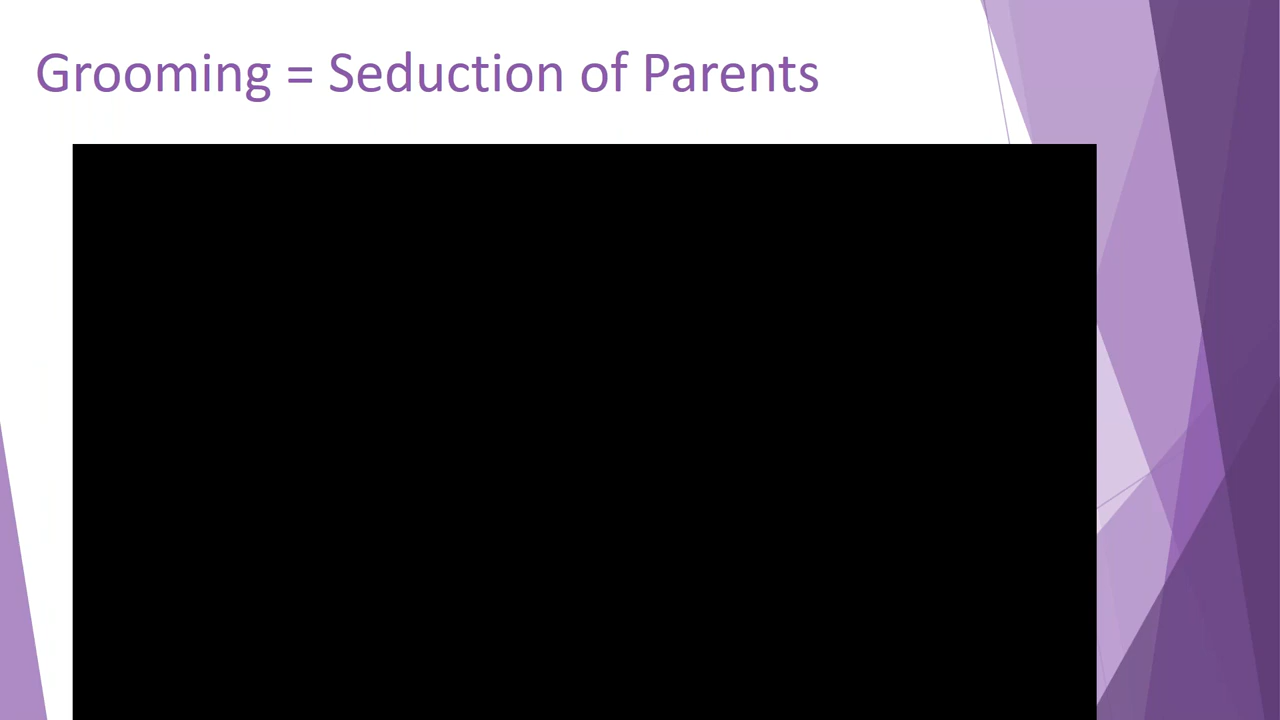 Grooming = Seduction of Parents